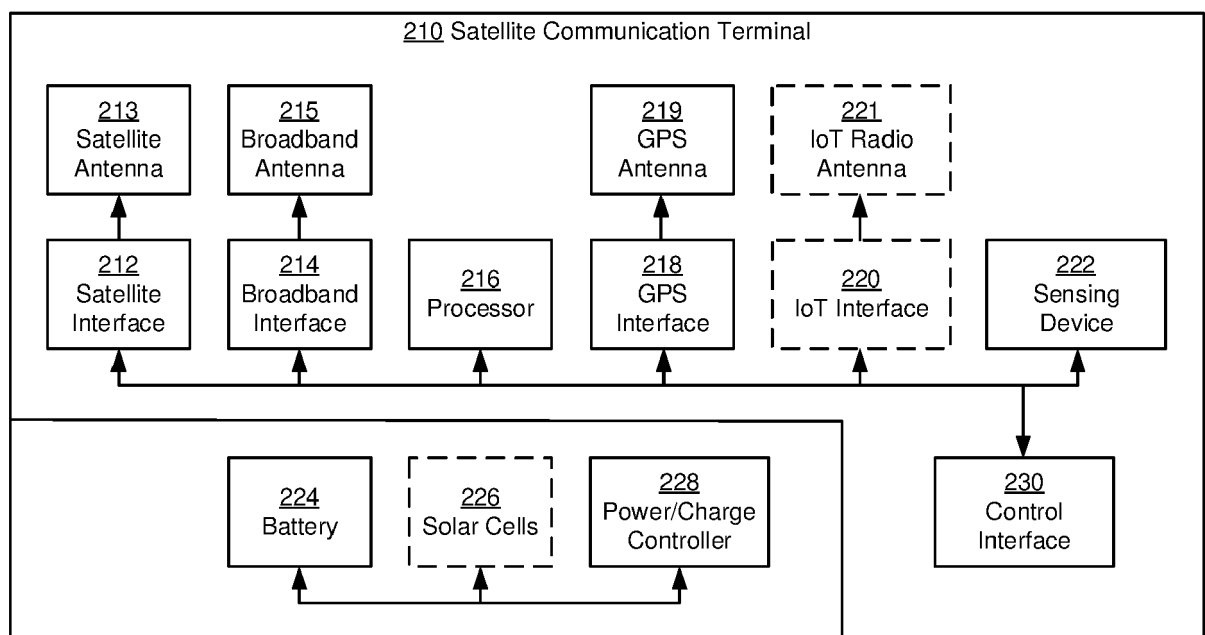 210 Satellite Communication Terminal
213
Satellite
Antenna
215
Broadband
Antenna
219
GPS
Antenna
221
IoT Radio
Antenna
212
Satellite
Interface
214
Broadband
Interface
216
Processor
218
GPS
Interface
220
IoT Interface
222
Sensing
Device
224
Battery
226
Solar Cells
228
Power/Charge
Controller
230
Control
Interface